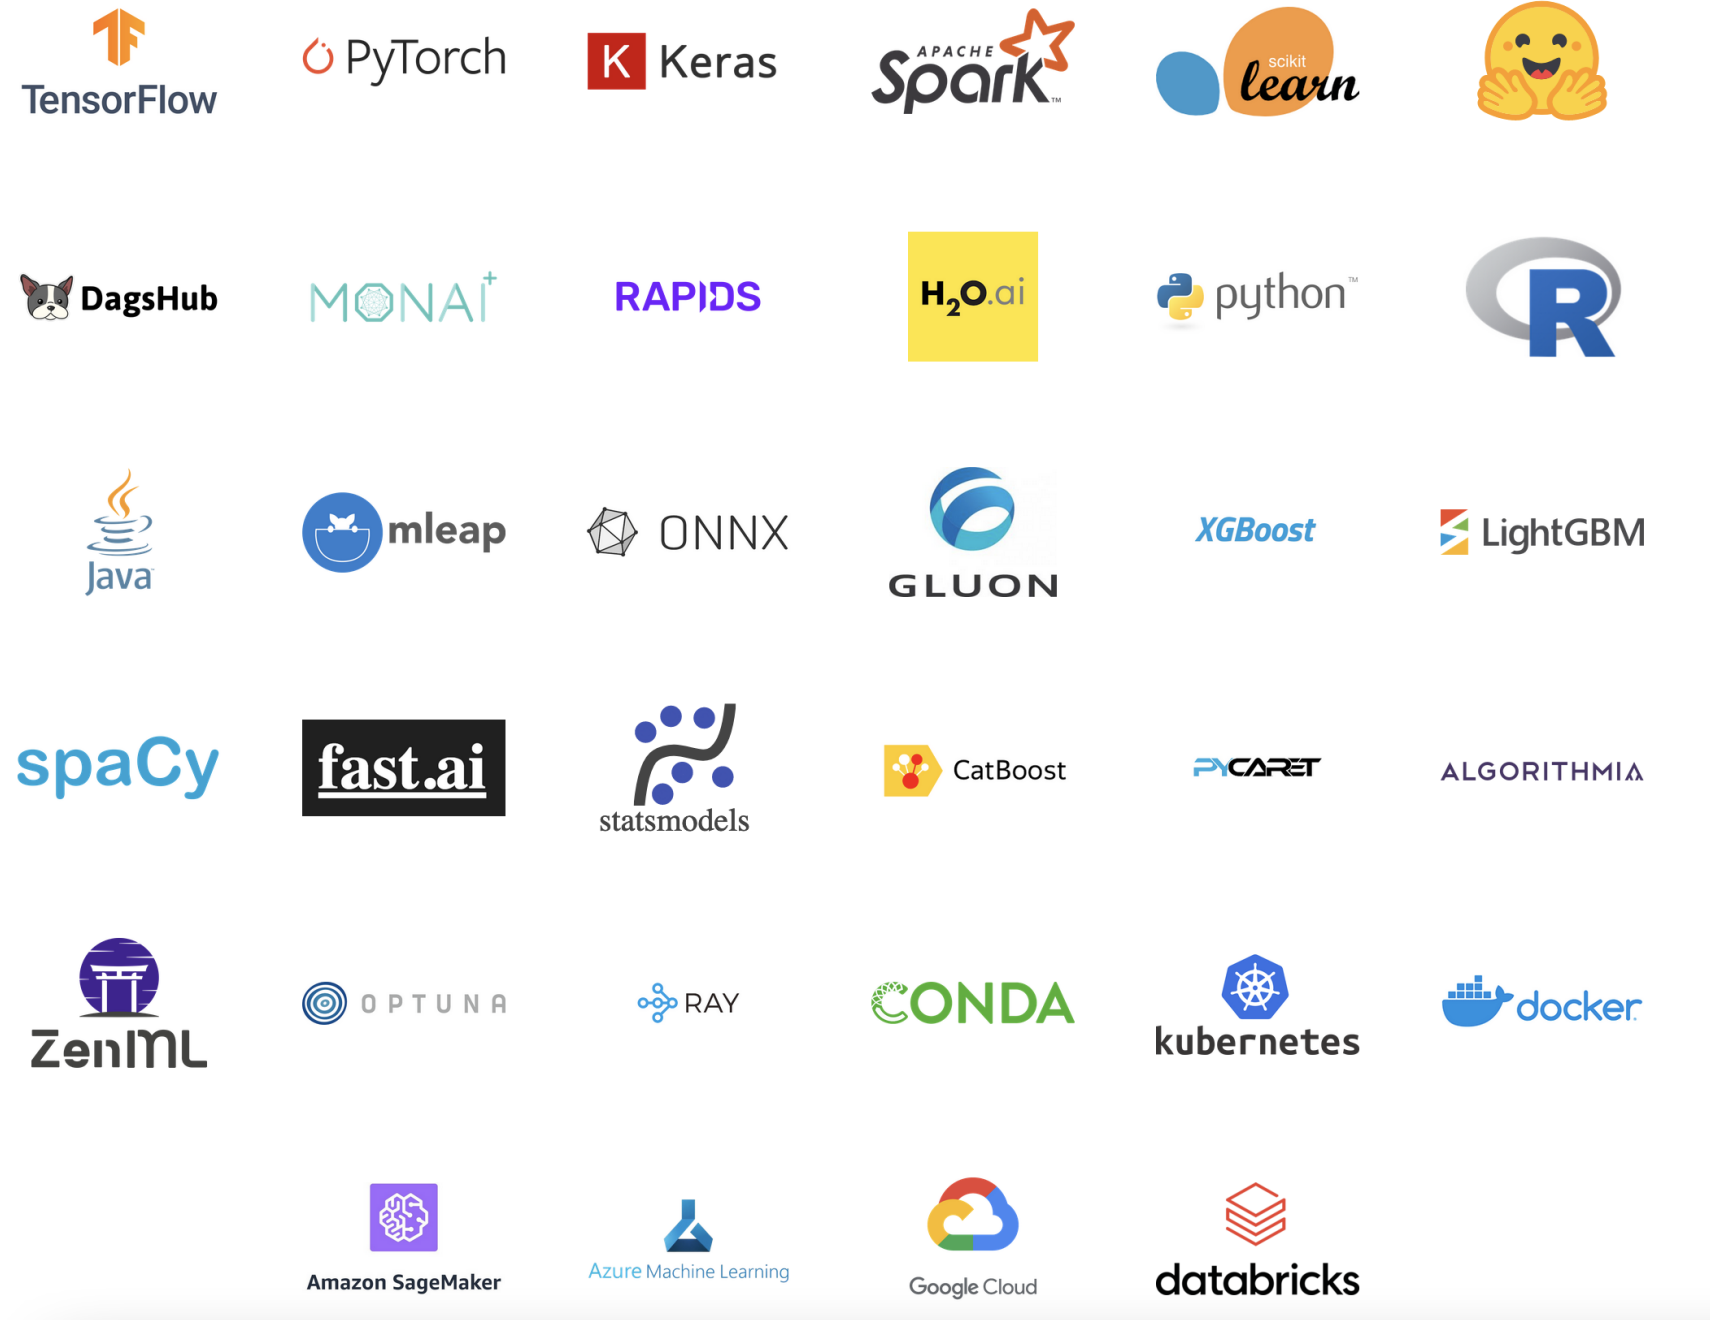 TensorFlow
PyTorch
K Keras
APACHE
Spark™
scikit
learn
DagsHub
MONAI+
RAPIDS
H2O.ai
python™
R
Java
mleap
ONNX
GLUON
XGBoost
LightGBM
spaCy
fast.ai
statsmodels
CatBoost
PYCARET
ALGORITHMIA
ZenML
OPTUNA
RAY
CONDA
kubernetes
docker
Amazon SageMaker
Azure Machine Learning
Google Cloud
databricks